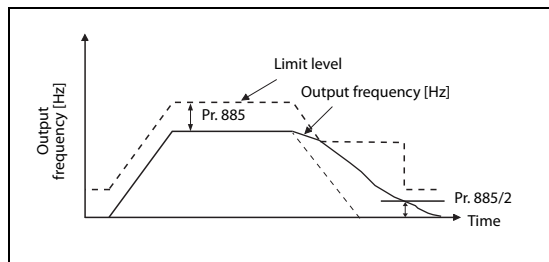 Limit level
Output frequency [Hz]
Pr. 885
Output
frequency [Hz]
Pr. 885/2
Time